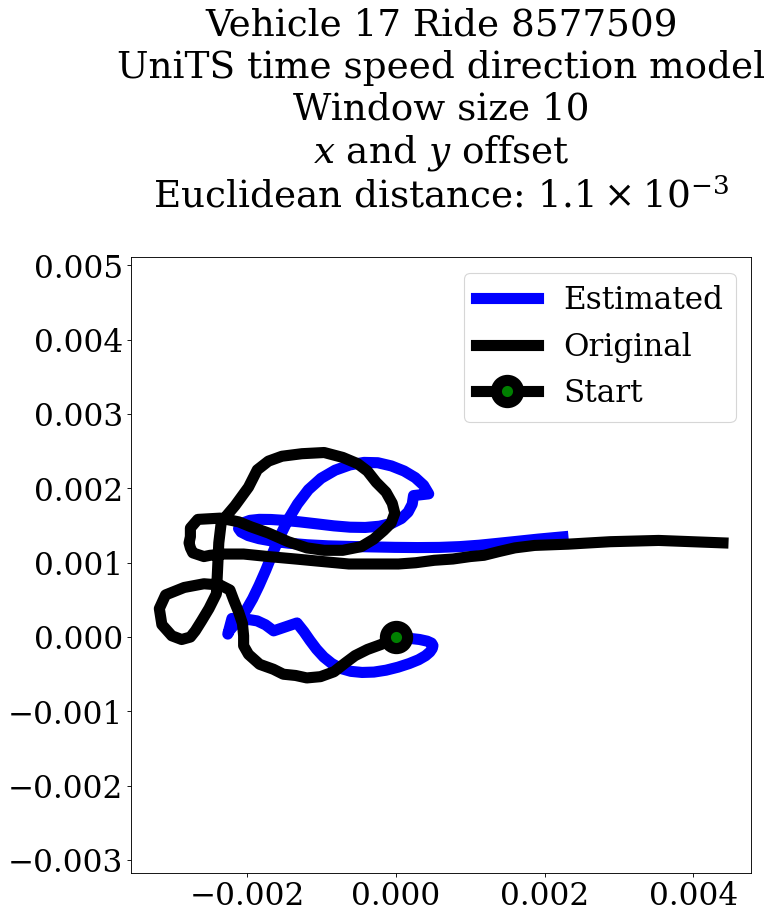 Vehicle 17 Ride 8577509
UniTS time speed direction model
Window size 10
x and y offset
Euclidean distance: 1.1 × 10⁻³
0.005
0.004
0.003
0.002
0.001
0.000
−0.001
−0.002
−0.003
Estimated
Original
Start
−0.002 0.000 0.002 0.004